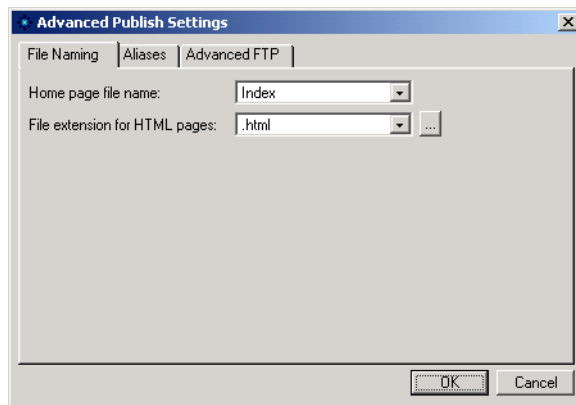 Advanced Publish Settings
File Naming Aliases Advanced FTP
Home page file name: Index
File extension for HTML pages: .html ...
OK Cancel